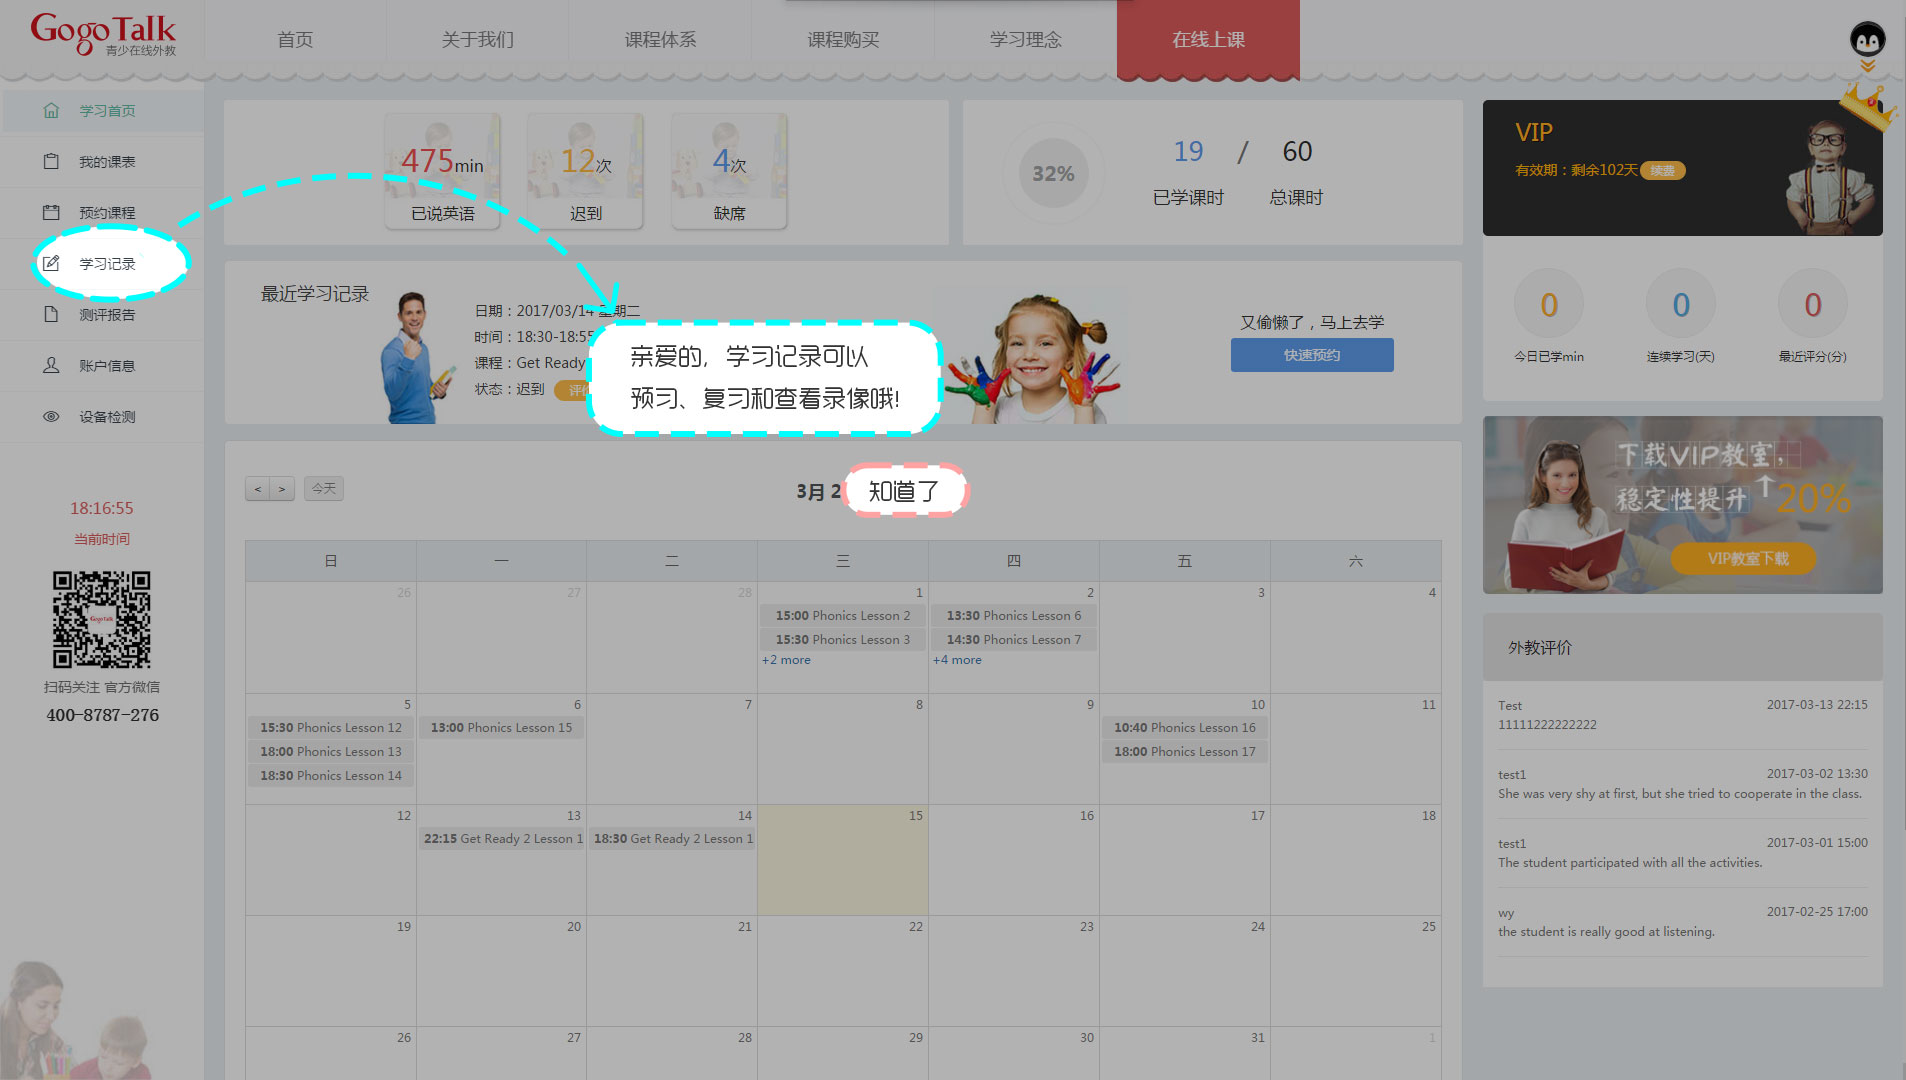 GogoTalk
青少在线外教
首页
关于我们
课程体系
课程购买
学习理念
在线上课
学习首页
我的课表
预约课程
学习记录
测评报告
账户信息
设备检测
18:16:55
当前时间
GogoTalk
扫码关注 官方微信
400-8787-276
475min
已说英语
12次
迟到
4次
缺席
32%
19 / 60
已学课时 总课时
最近学习记录
日期：2017/03/14 星期二
时间：18:30-18:55
课程：Get Ready
状态：迟到
亲爱的，学习记录可以
预习、复习和查看录像哦!
知道了
又偷懒了，马上去学
快速预约
< > 今天
3月 2
日 一 二 三 四 五 六
26 27 28 1 2 3 4
15:00 Phonics Lesson 2
15:30 Phonics Lesson 3
+2 more
13:30 Phonics Lesson 6
14:30 Phonics Lesson 7
+4 more
5 6 7 8 9 10 11
15:30 Phonics Lesson 12
18:00 Phonics Lesson 13
18:30 Phonics Lesson 14
13:00 Phonics Lesson 15
10:40 Phonics Lesson 16
18:00 Phonics Lesson 17
12 13 14 15 16 17 18
22:15 Get Ready 2 Lesson 1
18:30 Get Ready 2 Lesson 1
19 20 21 22 23 24 25
26 27 28 29 30 31 1
VIP
有效期：剩余102天 续费
0 0 0
今日已学min 连续学习(天) 最近评分(分)
下载VIP教室，
稳定性提升↑20%
VIP教室下载
外教评价
Test 2017-03-13 22:15
11111222222222
test1 2017-03-02 13:30
She was very shy at first, but she tried to cooperate in the class.
test1 2017-03-01 15:00
The student participated with all the activities.
wy 2017-02-25 17:00
the student is really good at listening.